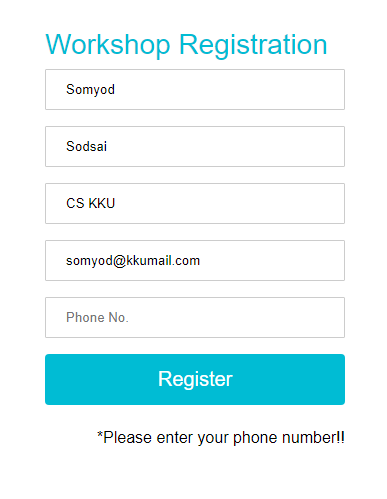 Workshop Registration
Somyod
Sodsai
CS KKU
somyod@kkumail.com
Phone No.
Register
*Please enter your phone number!!